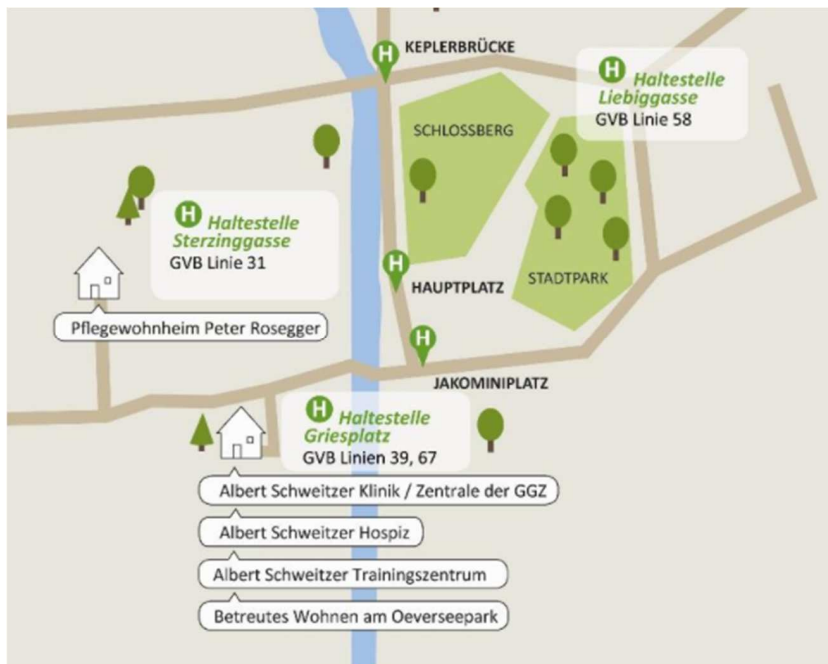 H KEPLERBRÜCKE
H Haltestelle
Liebiggasse
GVB Linie 58
SCHLOSSBERG
H Haltestelle
Sterzinggasse
GVB Linie 31
H HAUPTPLATZ
STADTPARK
Pflegewohnheim Peter Rosegger
H
JAKOMINIPLATZ
H Haltestelle
Griesplatz
GVB Linien 39, 67
Albert Schweitzer Klinik / Zentrale der GGZ
Albert Schweitzer Hospiz
Albert Schweitzer Trainingszentrum
Betreutes Wohnen am Oeverseepark